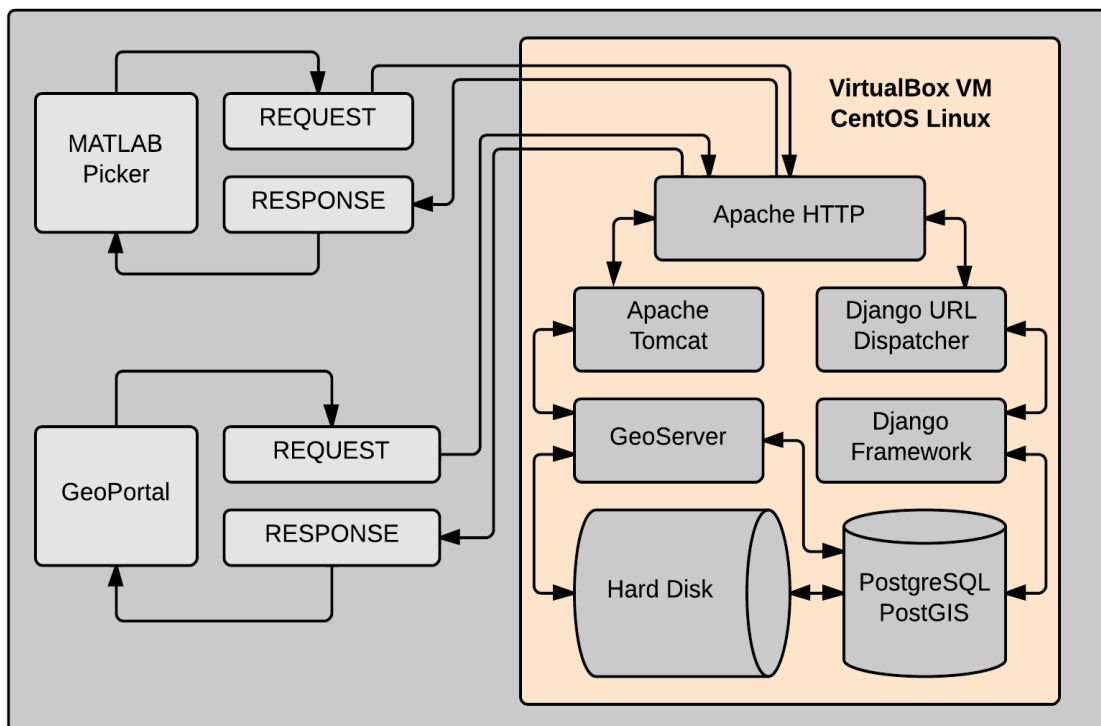 VirtualBox VM
CentOS Linux
MATLAB
Picker
REQUEST
RESPONSE
Apache HTTP
Apache
Tomcat
Django URL
Dispatcher
GeoServer
Django
Framework
GeoPortal
REQUEST
RESPONSE
Hard Disk
PostgreSQL
PostGIS